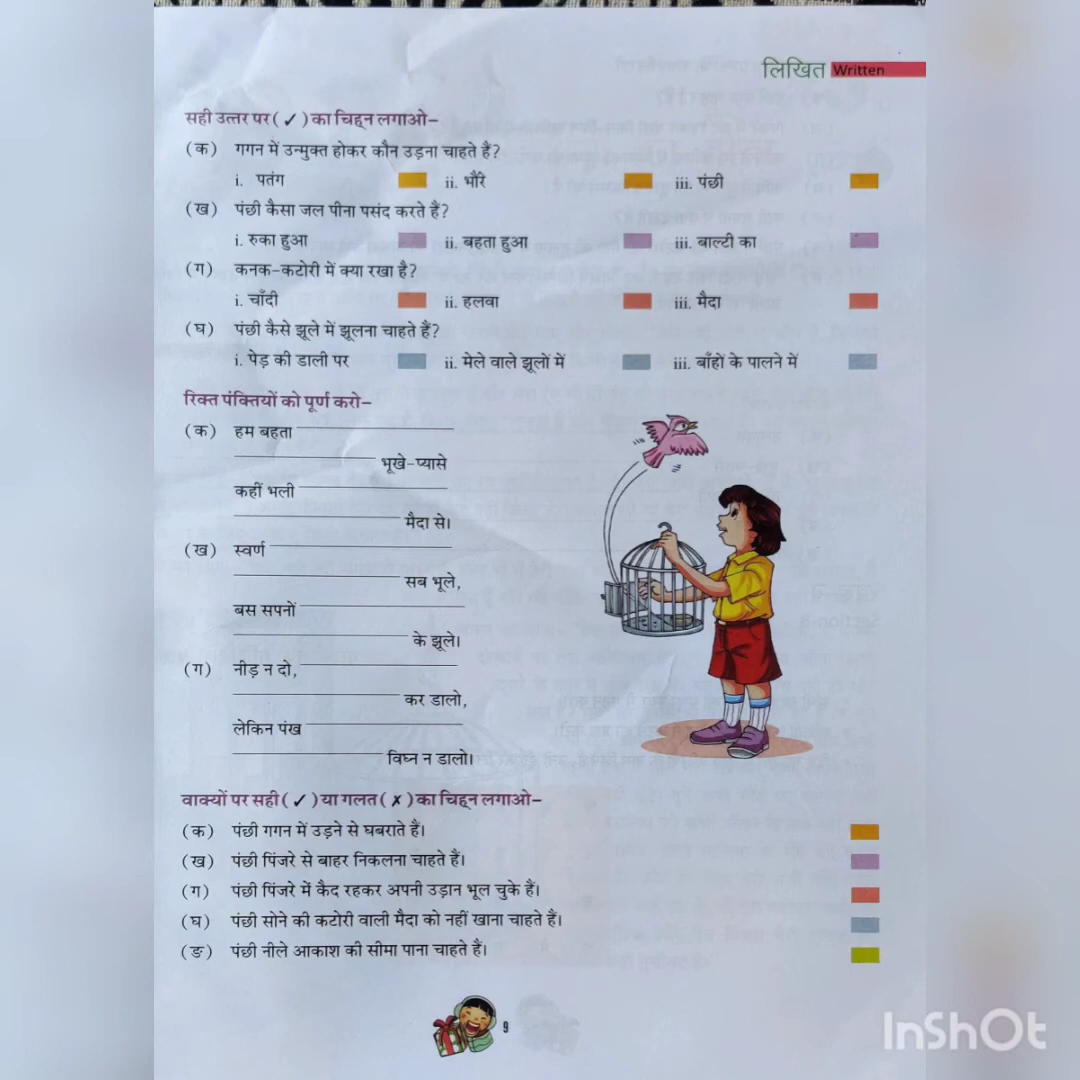 लिखित Written
सही उत्तर पर ( ✓ ) का चिह्न लगाओ–
(क) गगन में उन्मुक्त होकर कौन उड़ना चाहते हैं?
i. पतंग ii. भौंरे iii. पंछी
(ख) पंछी कैसा जल पीना पसंद करते हैं?
i. रुका हुआ ii. बहता हुआ iii. बाल्टी का
(ग) कनक-कटोरी में क्या रखा है?
i. चाँदी ii. हलवा iii. मैदा
(घ) पंछी कैसे झूले में झूलना चाहते हैं?
i. पेड़ की डाली पर ii. मेले वाले झूलों में iii. बाँहों के पालने में
रिक्त पंक्तियों को पूर्ण करो–
(क) हम बहता
भूखे-प्यासे
कहीं भली
मैदा से।
(ख) स्वर्ण
सब भूले,
बस सपनों
के झूले।
(ग) नीड़ न दो,
कर डालो,
लेकिन पंख
विघ्न न डालो।
वाक्यों पर सही ( ✓ ) या गलत ( ✗ ) का चिह्न लगाओ–
(क) पंछी गगन में उड़ने से घबराते हैं।
(ख) पंछी पिंजरे से बाहर निकलना चाहते हैं।
(ग) पंछी पिंजरे में कैद रहकर अपनी उड़ान भूल चुके हैं।
(घ) पंछी सोने की कटोरी वाली मैदा को नहीं खाना चाहते हैं।
(ङ) पंछी नीले आकाश की सीमा पाना चाहते हैं।
9
InShOt